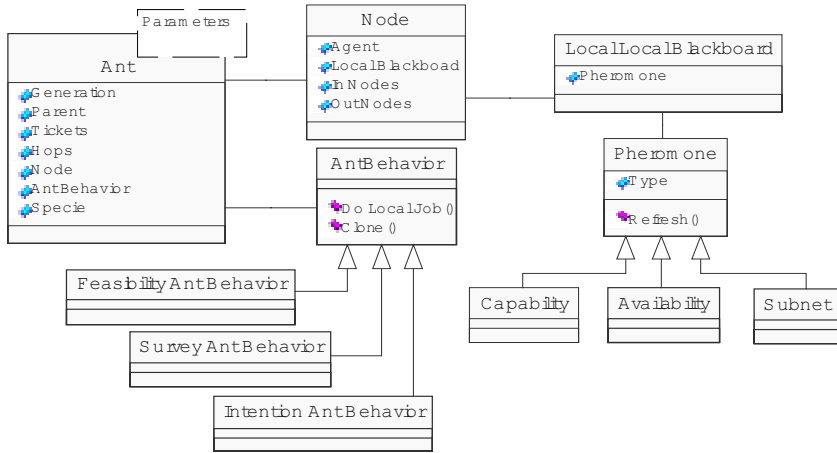 Parameters
Ant
Generation
Parent
Tickets
Hops
Node
AntBehavior
Specie
Node
Agent
LocalBlackboad
InNodes
OutNodes
LocalLocalBlackboard
Pheromone
AntBehavior
DoLocalJob()
Clone()
Pheromone
Type
Refresh()
FeasibilityAntBehavior
SurveyAntBehavior
IntentionAntBehavior
Capability
Availability
Subnet